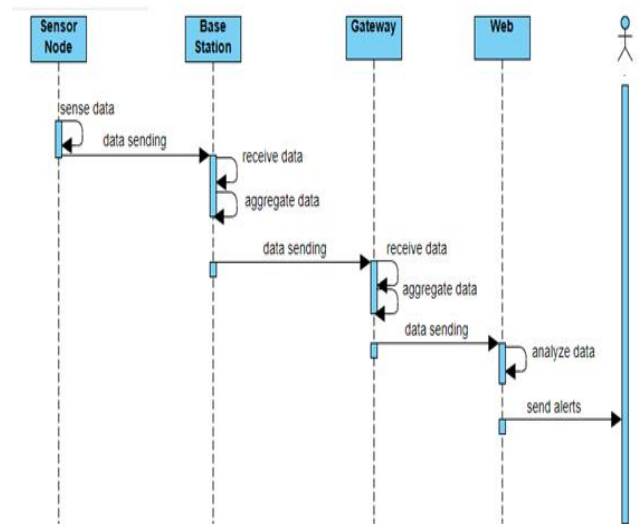 Sensor
Node
Base
Station
Gateway
Web
sense data
data sending
receive data
aggregate data
data sending
receive data
aggregate data
data sending
analyze data
send alerts